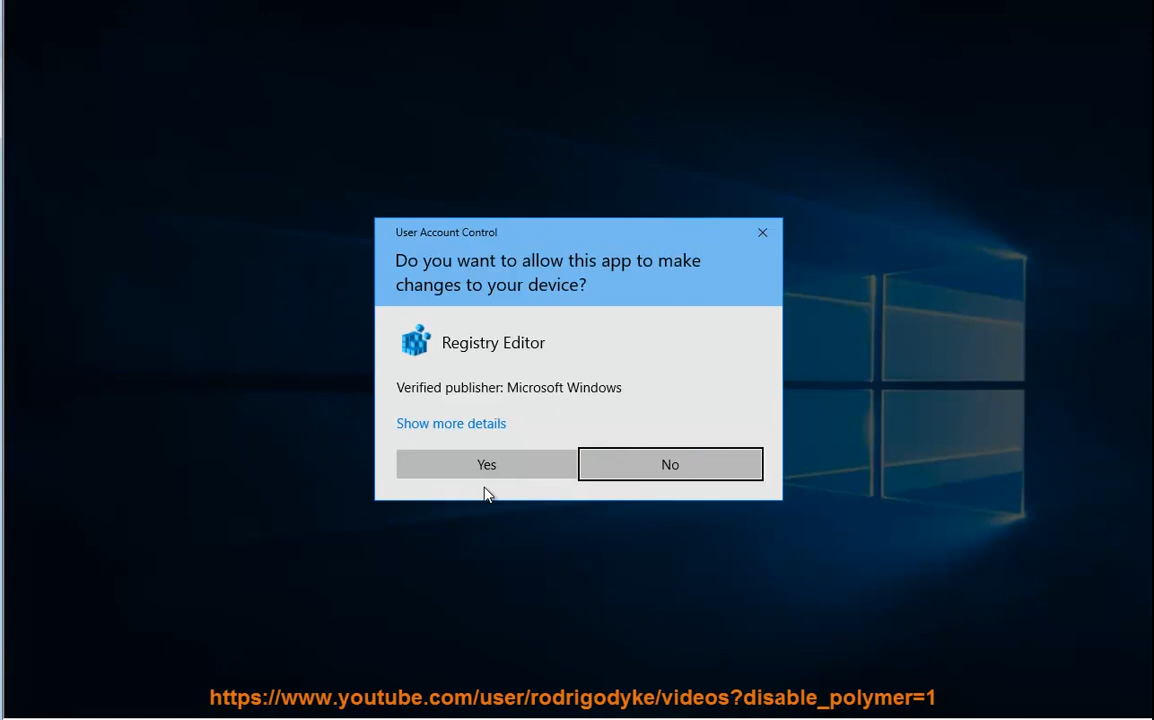 User Account Control
Do you want to allow this app to make
changes to your device?
Registry Editor
Verified publisher: Microsoft Windows
Show more details
Yes
No
https://www.youtube.com/user/rodrigodyke/videos?disable_polymer=1